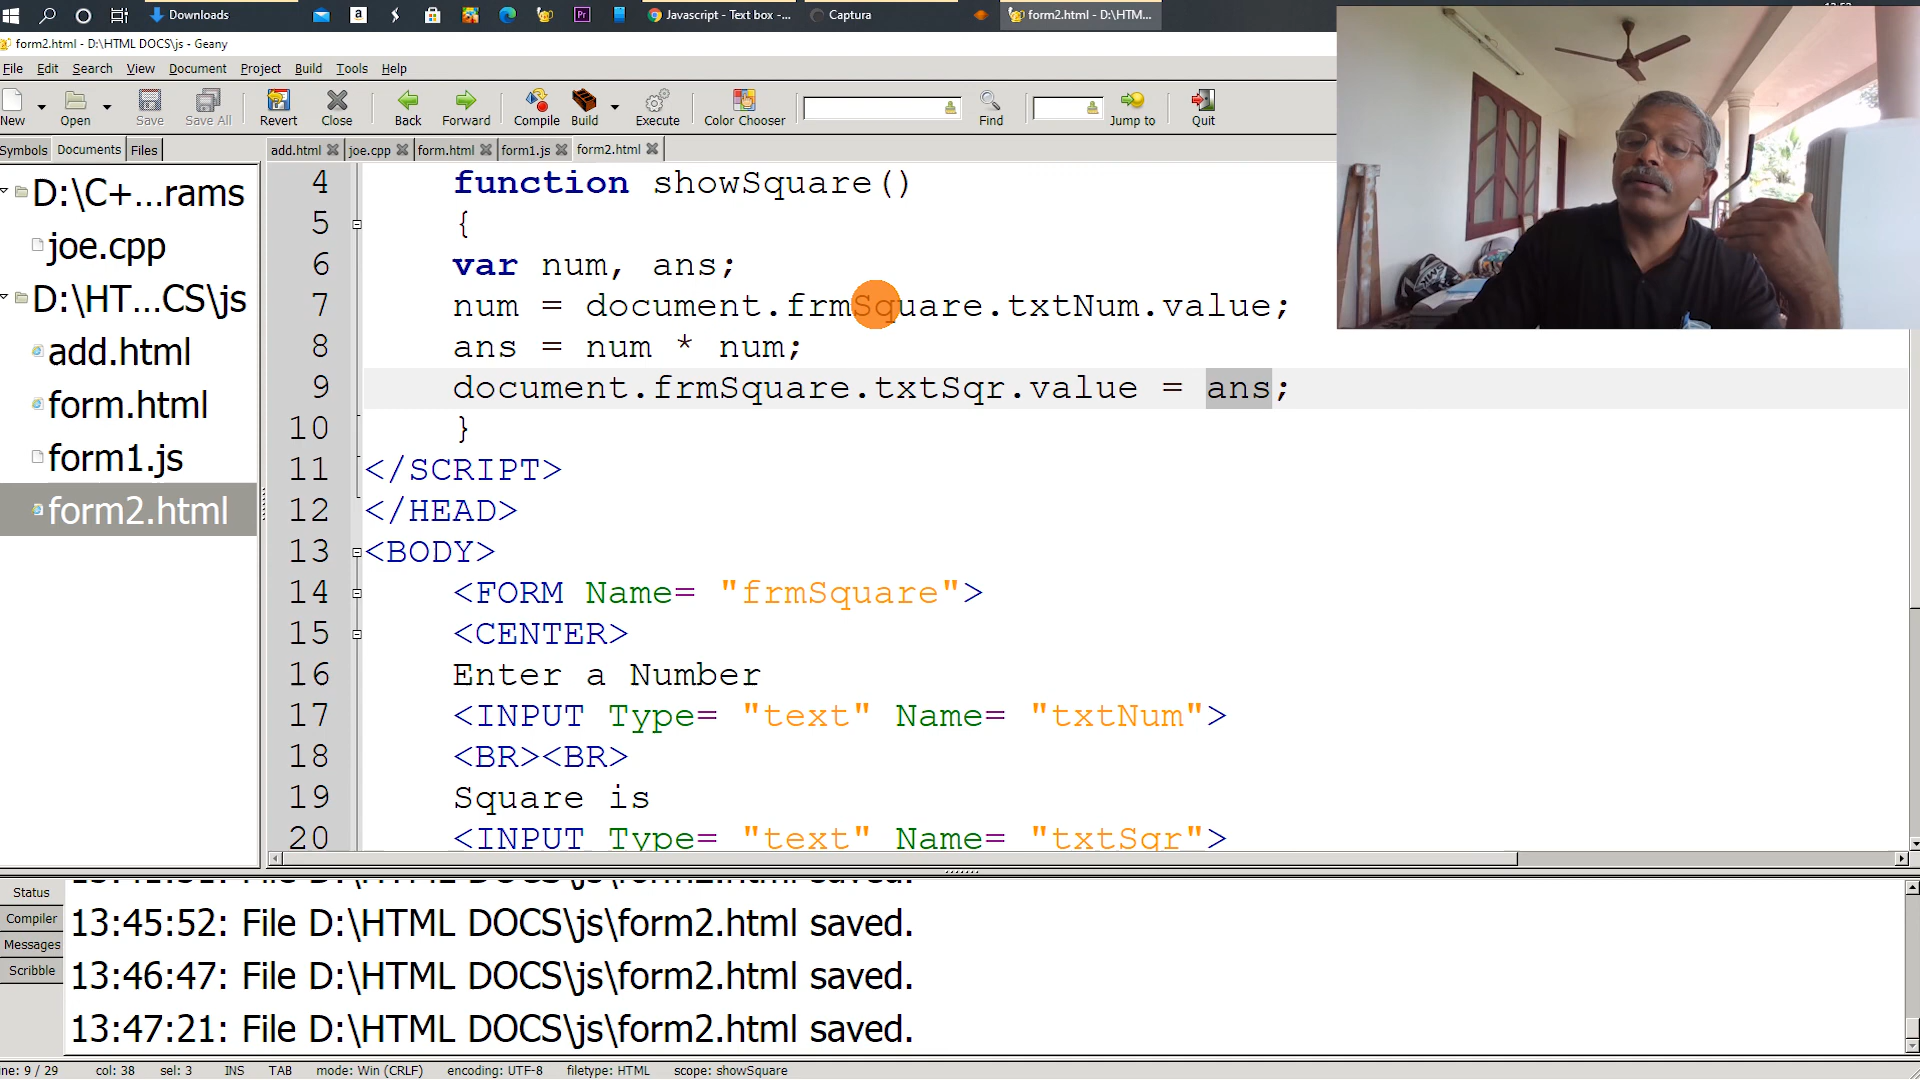 Downloads
Javascript - Text box -...
Captura
form2.html - D:\HTM...
form2.html - D:\HTML DOCS\js - Geany
File Edit Search View Document Project Build Tools Help
New Open Save Save All Revert Close Back Forward Compile Build Execute Color Chooser Find Jump to Quit
Symbols Documents Files
add.html joe.cpp form.html form1.js form2.html
D:\C+...rams
joe.cpp
D:\HT...CS\js
add.html
form.html
form1.js
form2.html
4 function showSquare()
5 {
6 var num, ans;
7 num = document.frmSquare.txtNum.value;
8 ans = num * num;
9 document.frmSquare.txtSqr.value = ans;
10 }
11 </SCRIPT>
12 </HEAD>
13 <BODY>
14 <FORM Name= "frmSquare">
15 <CENTER>
16 Enter a Number
17 <INPUT Type= "text" Name= "txtNum">
18 <BR><BR>
19 Square is
20 <INPUT Type= "text" Name= "txtSqr">
Status
Compiler
Messages
Scribble
13:45:52: File D:\HTML DOCS\js\form2.html saved.
13:46:47: File D:\HTML DOCS\js\form2.html saved.
13:47:21: File D:\HTML DOCS\js\form2.html saved.
ine: 9 / 29 col: 38 sel: 3 INS TAB mode: Win (CRLF) encoding: UTF-8 filetype: HTML scope: showSquare